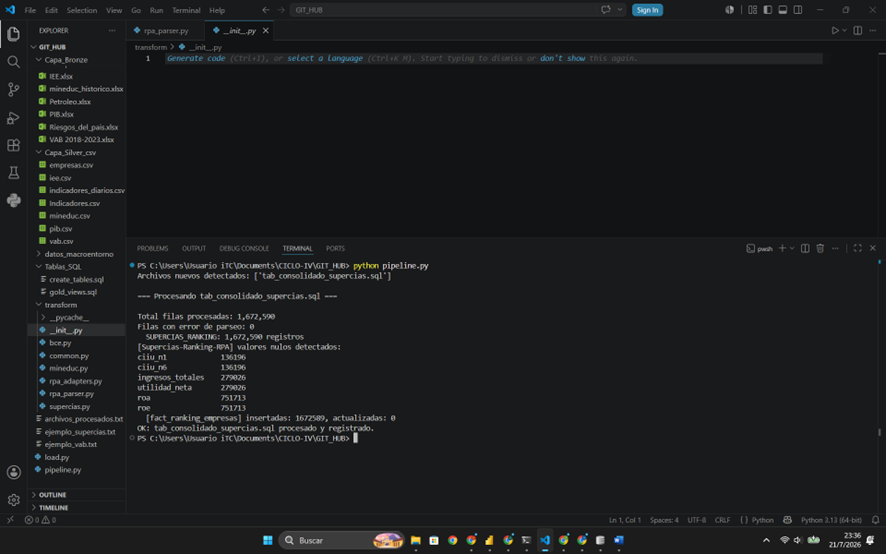 File Edit Selection View Go Run Terminal Help
GIT_HUB
Sign In
EXPLORER
rpa_parser.py
__init__.py
transform > __init__.py
1 Generate code (Ctrl+I), or select a language (Ctrl+K M). Start typing to dismiss or don't show this again.
GIT_HUB
Capa_Bronze
IEE.xlsx
mineduc_historico.xlsx
Petroleo.xlsx
PIB.xlsx
Riesgos_del_pais.xlsx
VAB 2018-2023.xlsx
Capa_Silver_csv
empresas.csv
iee.csv
indicadores_diarios.csv
Indicadores.csv
mineduc.csv
pib.csv
vab.csv
datos_macroentorno
Tablas_SQL
create_tables.sql
gold_views.sql
transform
__pycache__
__init__.py
bce.py
common.py
mineduc.py
rpa_adapters.py
rpa_parser.py
supercias.py
archivos_procesados.txt
ejemplo_supercias.txt
ejemplo_vab.txt
load.py
pipeline.py
OUTLINE
TIMELINE
PROBLEMS OUTPUT DEBUG CONSOLE TERMINAL PORTS
pwsh
PS C:\Users\Usuario iTC\Documents\CICLO-IV\GIT_HUB> python pipeline.py
Archivos nuevos detectados: ['tab_consolidado_supercias.sql']
=== Procesando tab_consolidado_supercias.sql ===
Total filas procesadas: 1,672,590
Filas con error de parseo: 0
SUPERCIAS_RANKING: 1,672,590 registros
[Supercias-Ranking-RPA] valores nulos detectados:
ciiu_n1 136196
ciiu_n6 136196
ingresos_totales 279026
utilidad_neta 279026
roa 751713
roe 751713
[fact_ranking_empresas] insertadas: 1672589, actualizadas: 0
OK: tab_consolidado_supercias.sql procesado y registrado.
PS C:\Users\Usuario iTC\Documents\CICLO-IV\GIT_HUB>
0 0
Ln 1, Col 1 Spaces: 4 UTF-8 CRLF {} Python Python 3.13 (64-bit)
Buscar
23:36
21/7/2026